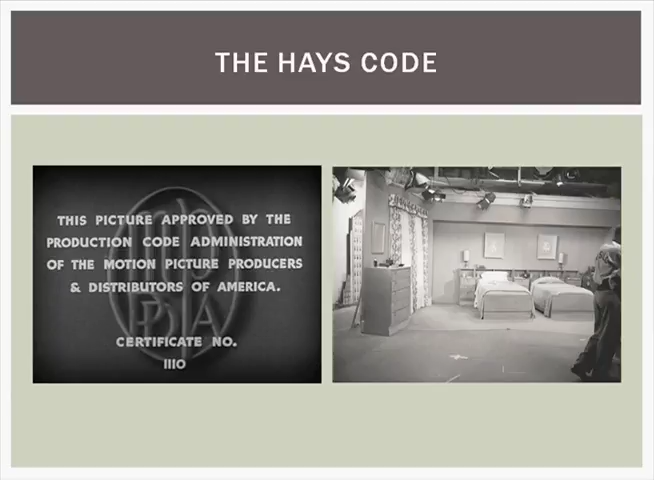 THE HAYS CODE
THIS PICTURE APPROVED BY THE
PRODUCTION CODE ADMINISTRATION
OF THE MOTION PICTURE PRODUCERS
& DISTRIBUTORS OF AMERICA.
CERTIFICATE NO.
1110